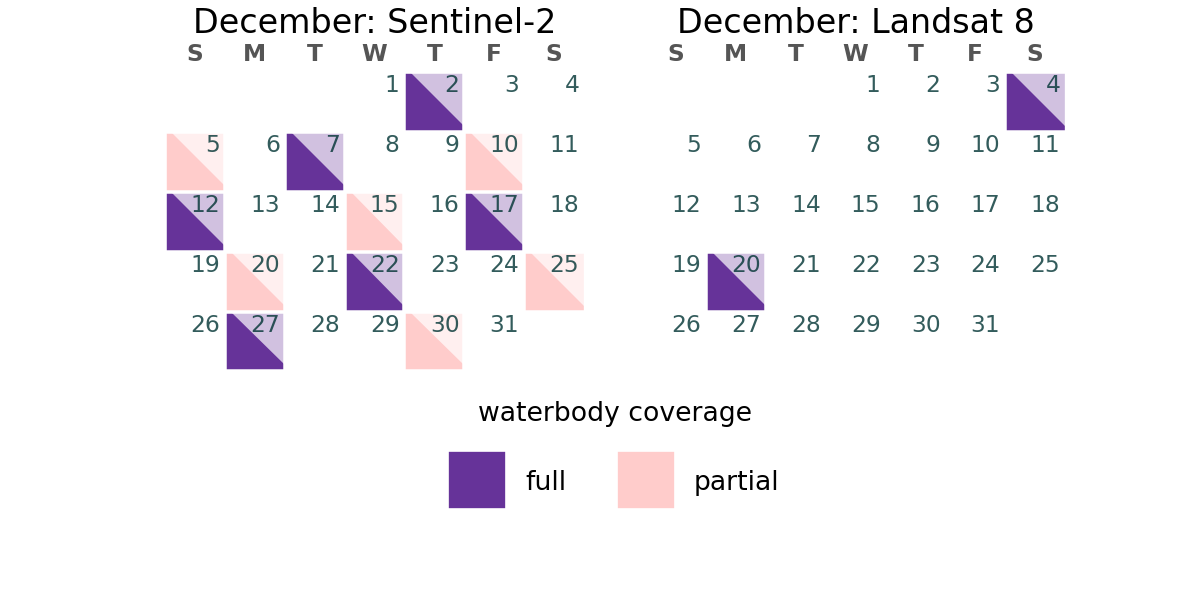 December: Sentinel-2
S M T W T F S
1 2 3 4
5 6 7 8 9 10 11
12 13 14 15 16 17 18
19 20 21 22 23 24 25
26 27 28 29 30 31
December: Landsat 8
S M T W T F S
1 2 3 4
5 6 7 8 9 10 11
12 13 14 15 16 17 18
19 20 21 22 23 24 25
26 27 28 29 30 31
waterbody coverage
full partial